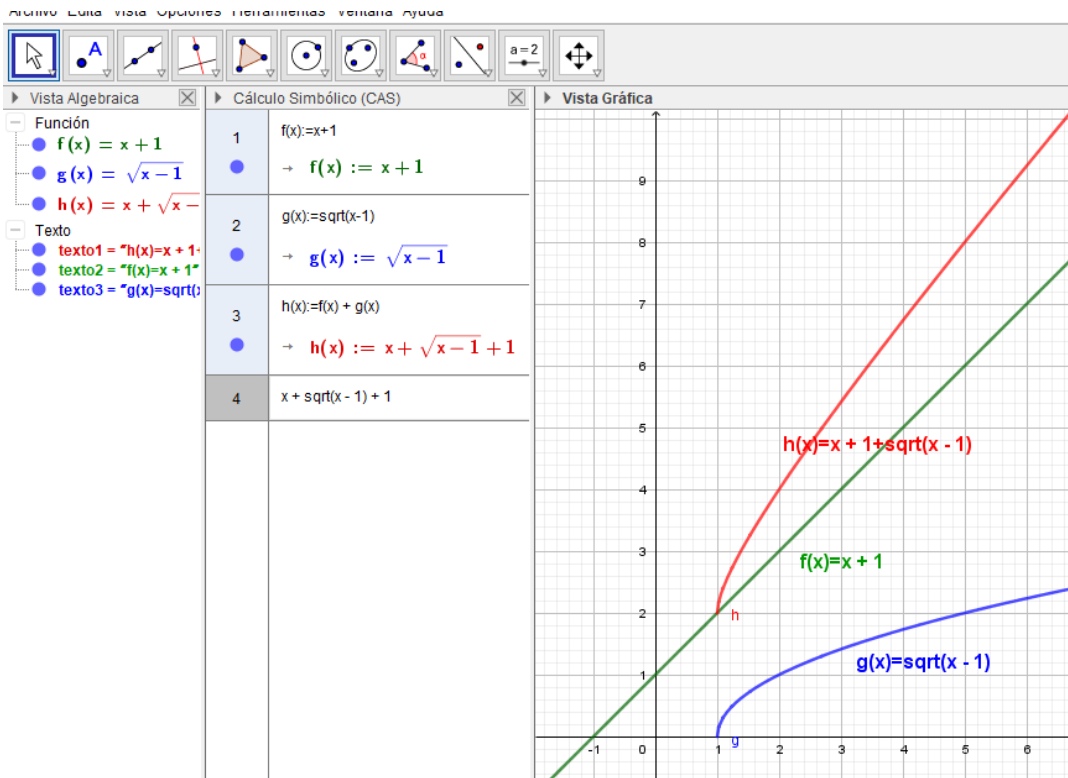 Archivo Edita Vista Opciones Herramientas Ventana Ayuda
A
α
a=2
Vista Algebraica
Función
f(x) = x + 1
g(x) = √x−1
h(x) = x + √x−
Texto
texto1 = "h(x)=x + 1+
texto2 = "f(x)=x + 1"
texto3 = "g(x)=sqrt(x
Cálculo Simbólico (CAS)
1
f(x):=x+1
→ f(x) := x + 1
2
g(x):=sqrt(x-1)
→ g(x) := √x−1
3
h(x):=f(x) + g(x)
→ h(x) := x + √x−1 + 1
4
x + sqrt(x - 1) + 1
Vista Gráfica
9
8
7
6
5
4
3
2
1
h(x)=x + 1+sqrt(x - 1)
f(x)=x + 1
h
g(x)=sqrt(x - 1)
g
-1 0 1 2 3 4 5 6